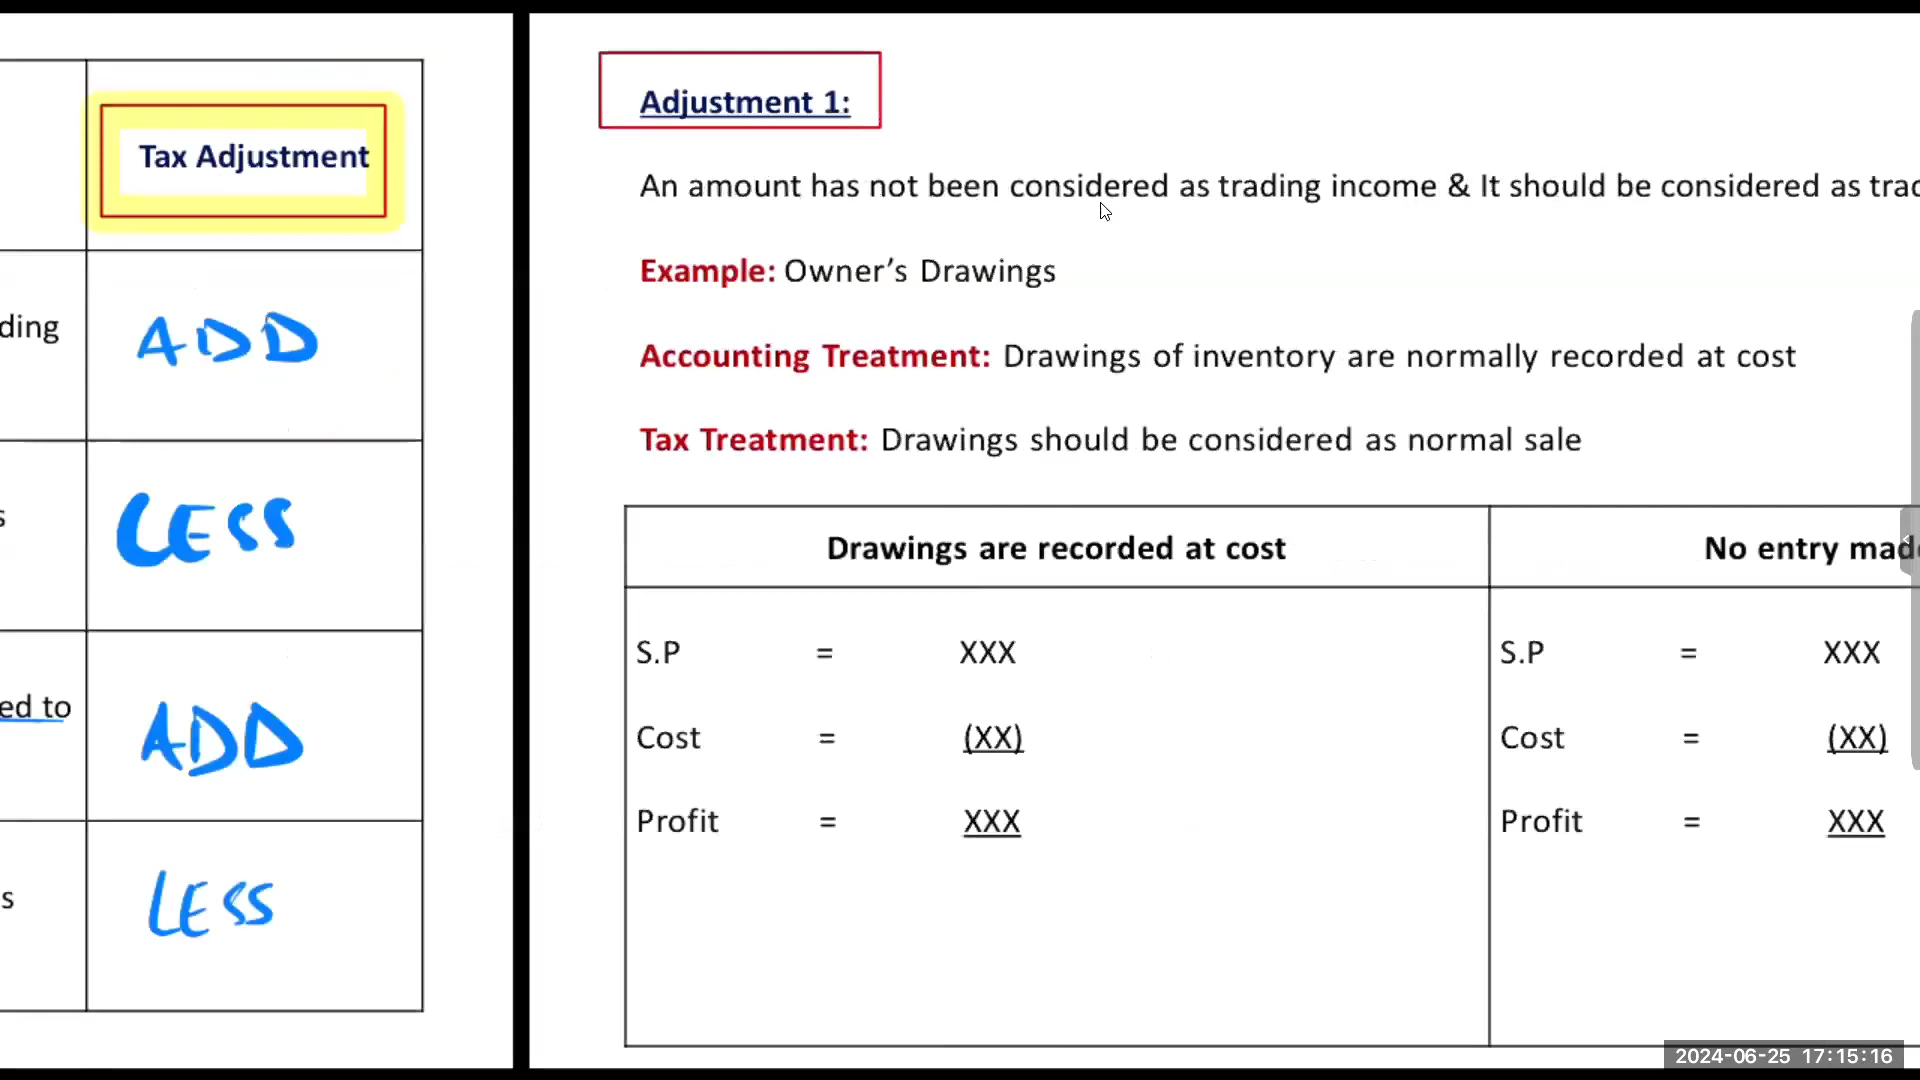 Tax Adjustment
ding
ADD
s
LESS
ed to
ADD
s
LESS
Adjustment 1:
An amount has not been considered as trading income & It should be considered as trad
Example: Owner’s Drawings
Accounting Treatment: Drawings of inventory are normally recorded at cost
Tax Treatment: Drawings should be considered as normal sale
Drawings are recorded at cost
No entry made
S.P = XXX
S.P = XXX
Cost = (XX)
Cost = (XX)
Profit = XXX
Profit = XXX
2024-06-25 17:15:16